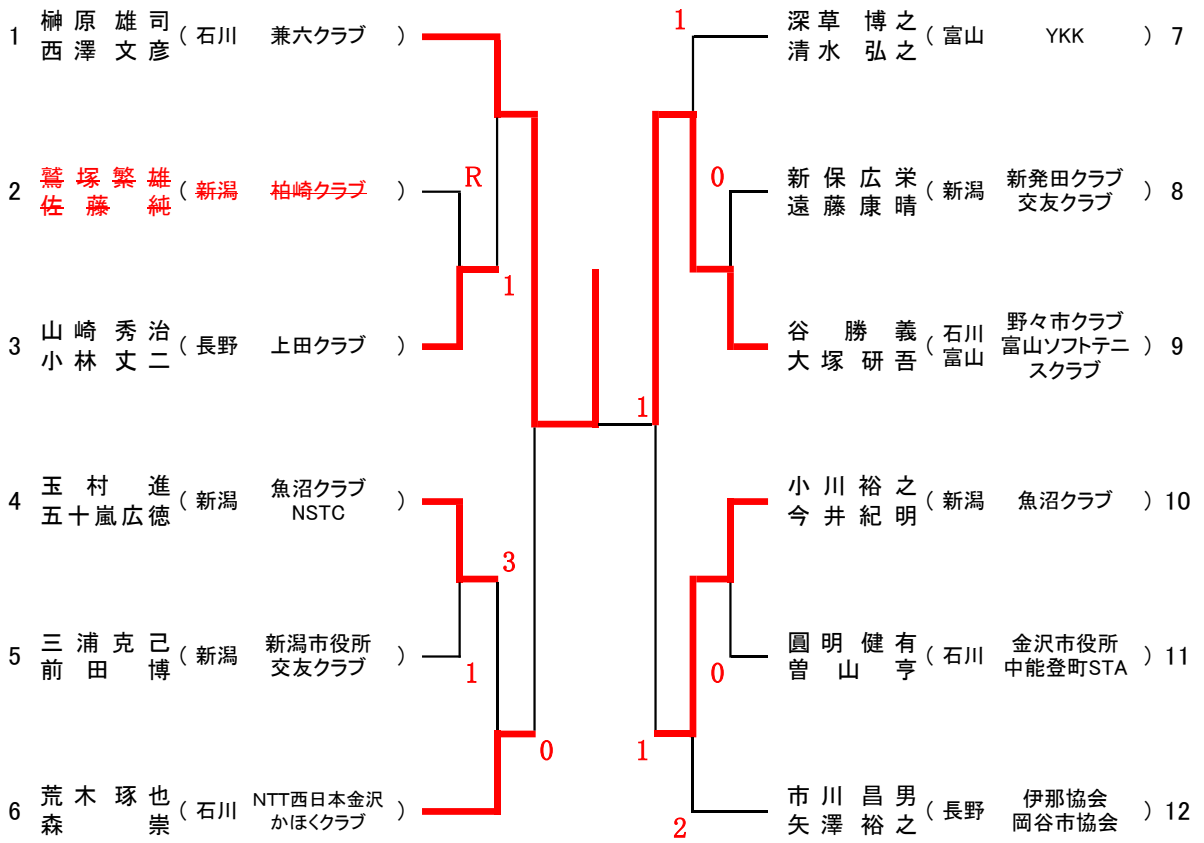 1 榊原雄司 (石川 兼六クラブ )
西澤文彦
2 鷲塚繁雄 (新潟 柏崎クラブ )
佐藤純
R
1
3 山崎秀治 (長野 上田クラブ )
小林丈二
4 玉村進 (新潟 魚沼クラブ )
五十嵐広徳 NSTC
3
5 三浦克己 (新潟 新潟市役所 )
前田博 交友クラブ
1
0
6 荒木琢也 (石川 NTT西日本金沢 )
森崇 かほくクラブ
1
1
深草博之 (富山 YKK ) 7
清水弘之
0
新保広栄 (新潟 新発田クラブ ) 8
遠藤康晴 交友クラブ
谷勝義 (石川 野々市クラブ ) 9
大塚研吾 富山 富山ソフトテニ
スクラブ
小川裕之 (新潟 魚沼クラブ ) 10
今井紀明
圓明健有 (石川 金沢市役所 ) 11
曽山亨 中能登町STA
0
1
市川昌男 (長野 伊那協会 ) 12
矢澤裕之 岡谷市協会
2